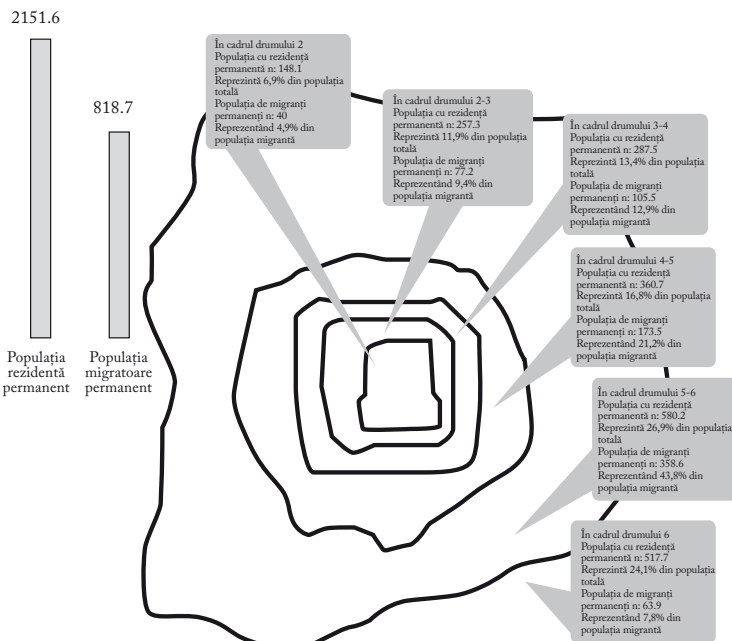 2151.6
818.7
Populația
rezidentă
permanent
Populația
migratoare
permanent
În cadrul drumului 2
Populația cu rezidență
permanentă n: 148.1
Reprezintă 6,9% din populația
totală
Populația de migranți
permanenți n: 40
Reprezentând 4,9% din
populația migrantă
În cadrul drumului 2-3
Populația cu rezidență
permanentă n: 257.3
Reprezintă 11,9% din populația
totală
Populația de migranți
permanenți n: 77.2
Reprezentând 9,4% din
populația migrantă
În cadrul drumului 3-4
Populația cu rezidență
permanentă n: 287.5
Reprezintă 13,4% din populația
totală
Populația de migranți
permanenți n: 105.5
Reprezentând 12,9% din
populația migrantă
În cadrul drumului 4-5
Populația cu rezidență
permanentă n: 360.7
Reprezintă 16,8% din populația
totală
Populația de migranți
permanenți n: 173.5
Reprezentând 21,2% din
populația migrantă
În cadrul drumului 5-6
Populația cu rezidență
permanentă n: 580.2
Reprezintă 26,9% din populația
totală
Populația de migranți
permanenți n: 358.6
Reprezentând 43,8% din
populația migrantă
În cadrul drumului 6
Populația cu rezidență
permanentă n: 517.7
Reprezintă 24,1% din populația
totală
Populația de migranți
permanenți n: 63.9
Reprezentând 7,8% din
populația migrantă